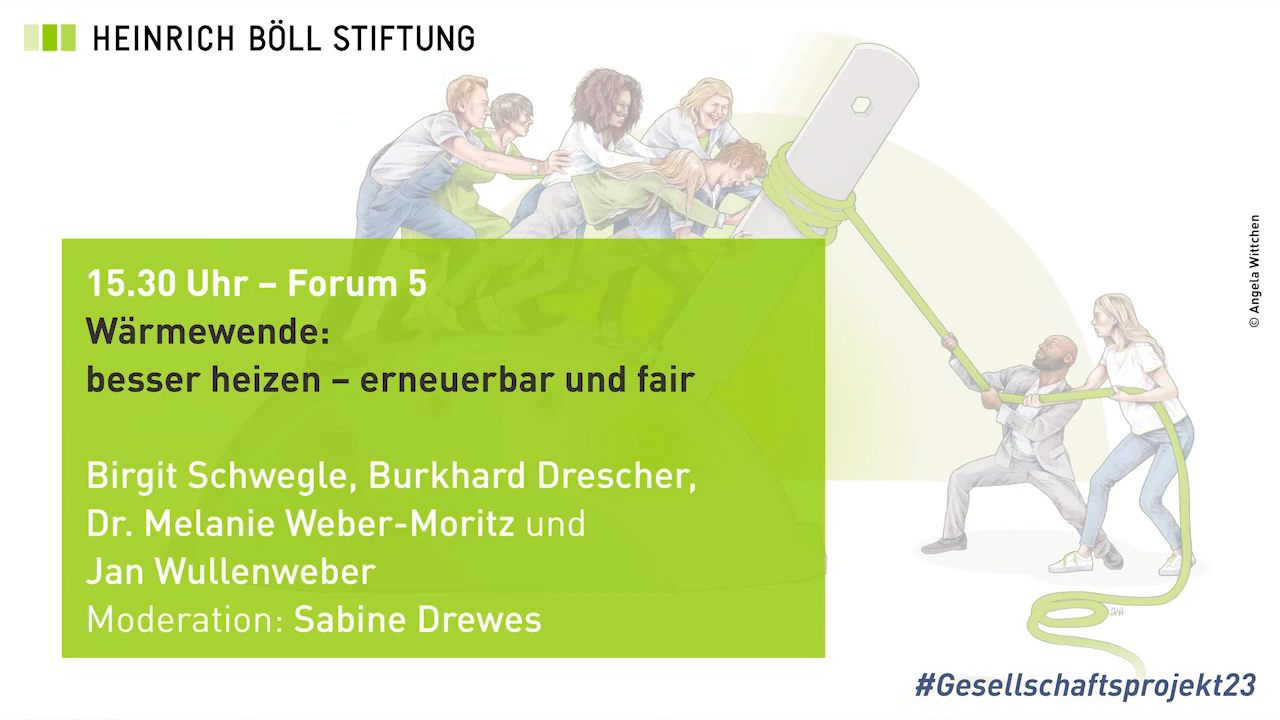 HEINRICH BÖLL STIFTUNG
15.30 Uhr – Forum 5
Wärmewende:
besser heizen – erneuerbar und fair
Birgit Schwegle, Burkhard Drescher,
Dr. Melanie Weber-Moritz und
Jan Wullenweber
Moderation: Sabine Drewes
© Angela Wittchen
AW
#Gesellschaftsprojekt23